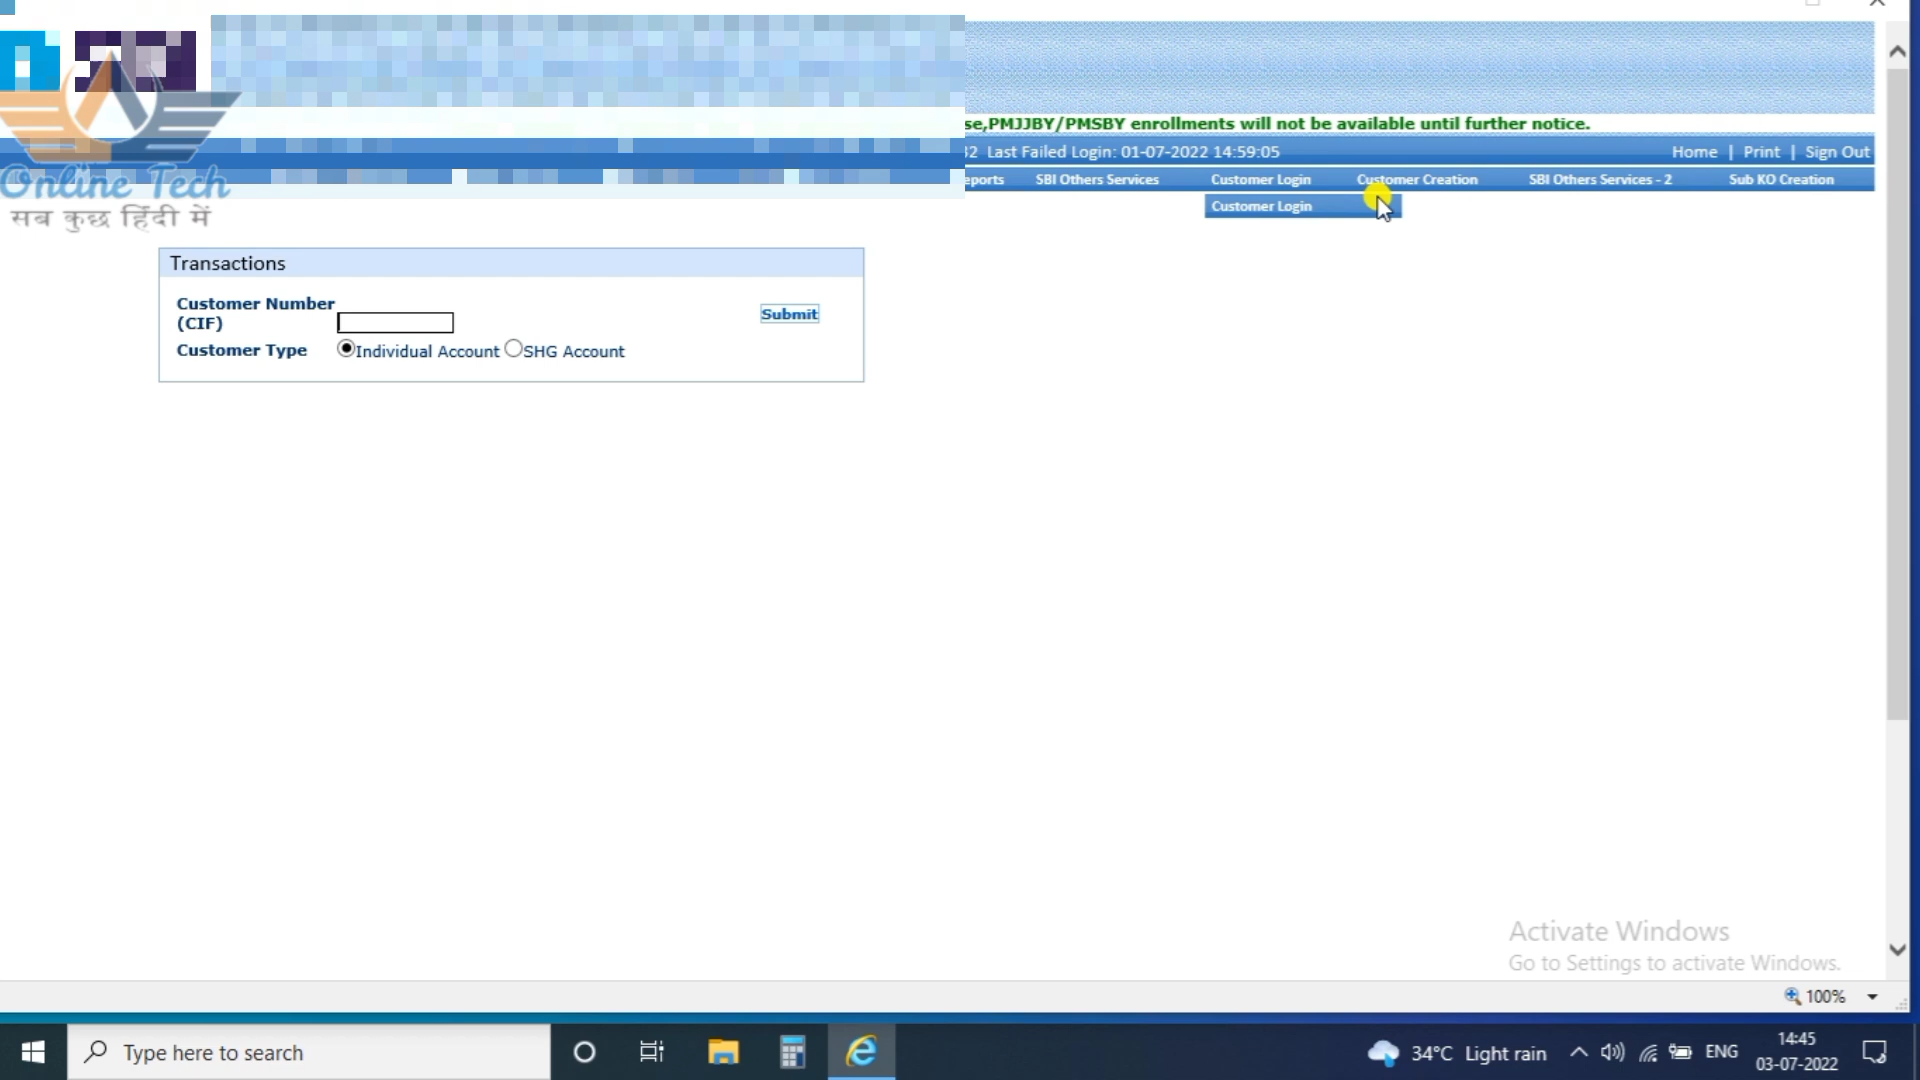 PMJJBY/PMSBY enrollments will not be available until further notice.
Last Failed Login: 01-07-2022 14:59:05
Home | Print | Sign Out
SBI Others Services Customer Login Customer Creation SBI Others Services - 2 Sub KO Creation
Customer Login
Online Tech
सब कुछ हिंदी में
Transactions
Customer Number
(CIF)
Submit
Customer Type Individual Account SHG Account
Activate Windows
Go to Settings to activate Windows.
100%
Type here to search
34°C Light rain
ENG
14:45
03-07-2022